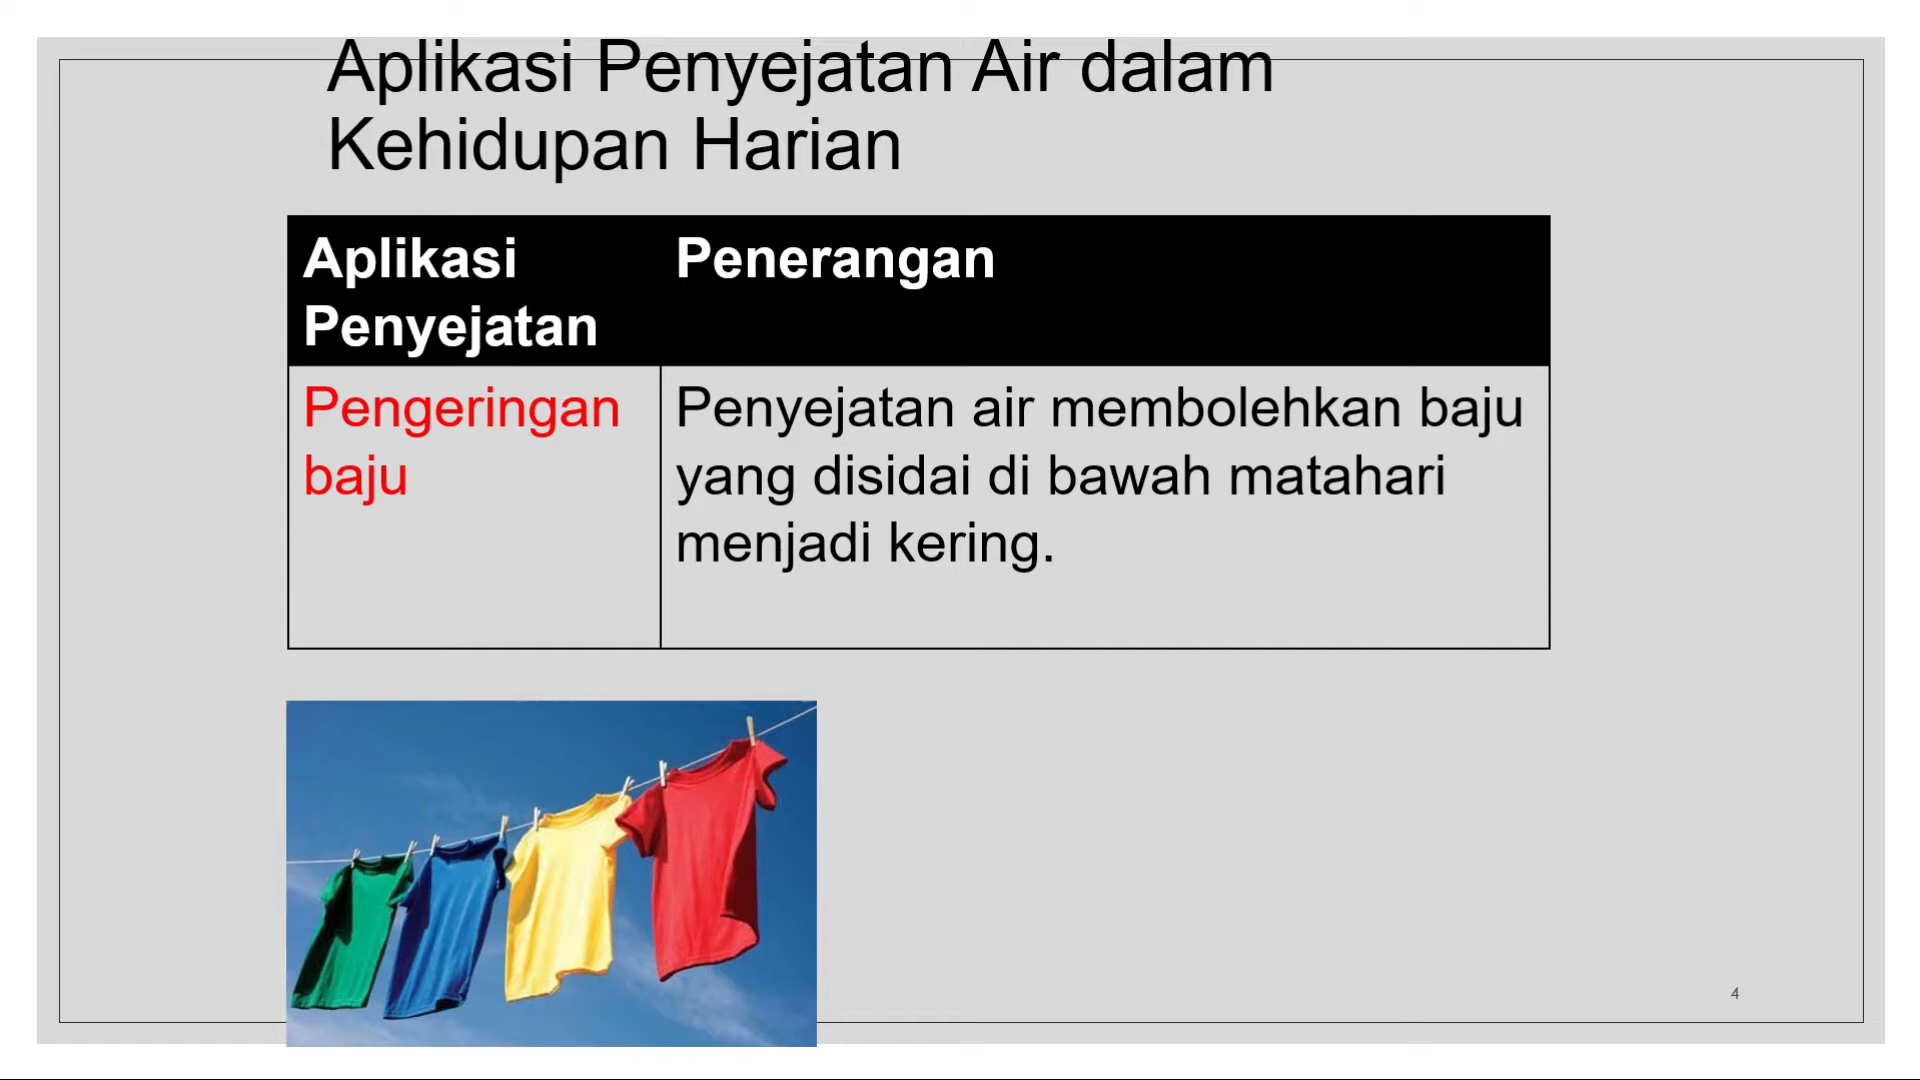 Aplikasi Penyejatan Air dalam
Kehidupan Harian
Aplikasi
Penyejatan
Penerangan
Pengeringan
baju
Penyejatan air membolehkan baju
yang disidai di bawah matahari
menjadi kering.
4